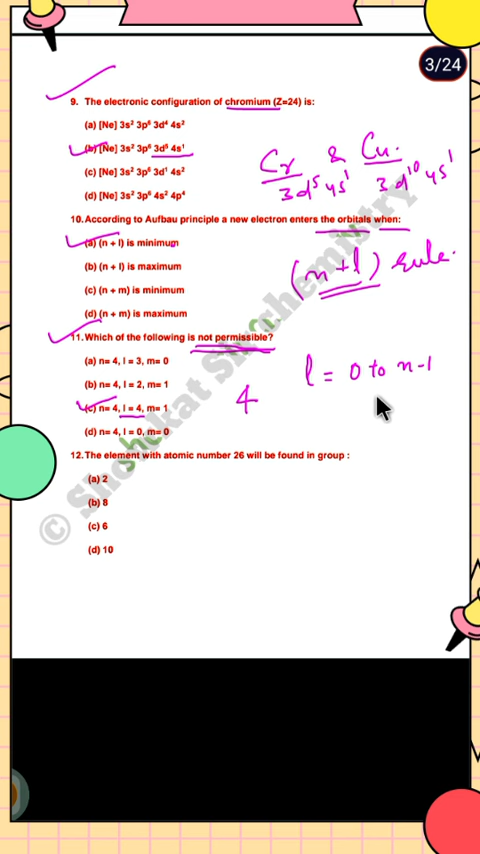 3/24
9. The electronic configuration of chromium (Z=24) is:
(a) [Ne] 3s² 3p⁶ 3d⁴ 4s²
(b) [Ne] 3s² 3p⁶ 3d⁵ 4s¹
(c) [Ne] 3s² 3p⁶ 3d¹ 4s²
(d) [Ne] 3s² 3p⁶ 4s² 4p⁴
Cr & Cu
3d⁵ 4s¹ 3d¹⁰ 4s¹
10. According to Aufbau principle a new electron enters the orbitals when:
(a) (n + l) is minimum
(b) (n + l) is maximum
(c) (n + m) is minimum
(d) (n + m) is maximum
(n+l) rule.
11. Which of the following is not permissible?
(a) n= 4, l = 3, m= 0
(b) n= 4, l = 2, m= 1
(c) n= 4, l = 4, m= 1
(d) n= 4, l = 0, m= 0
4
l = 0 to n-1
12. The element with atomic number 26 will be found in group :
(a) 2
(b) 8
(c) 6
(d) 10